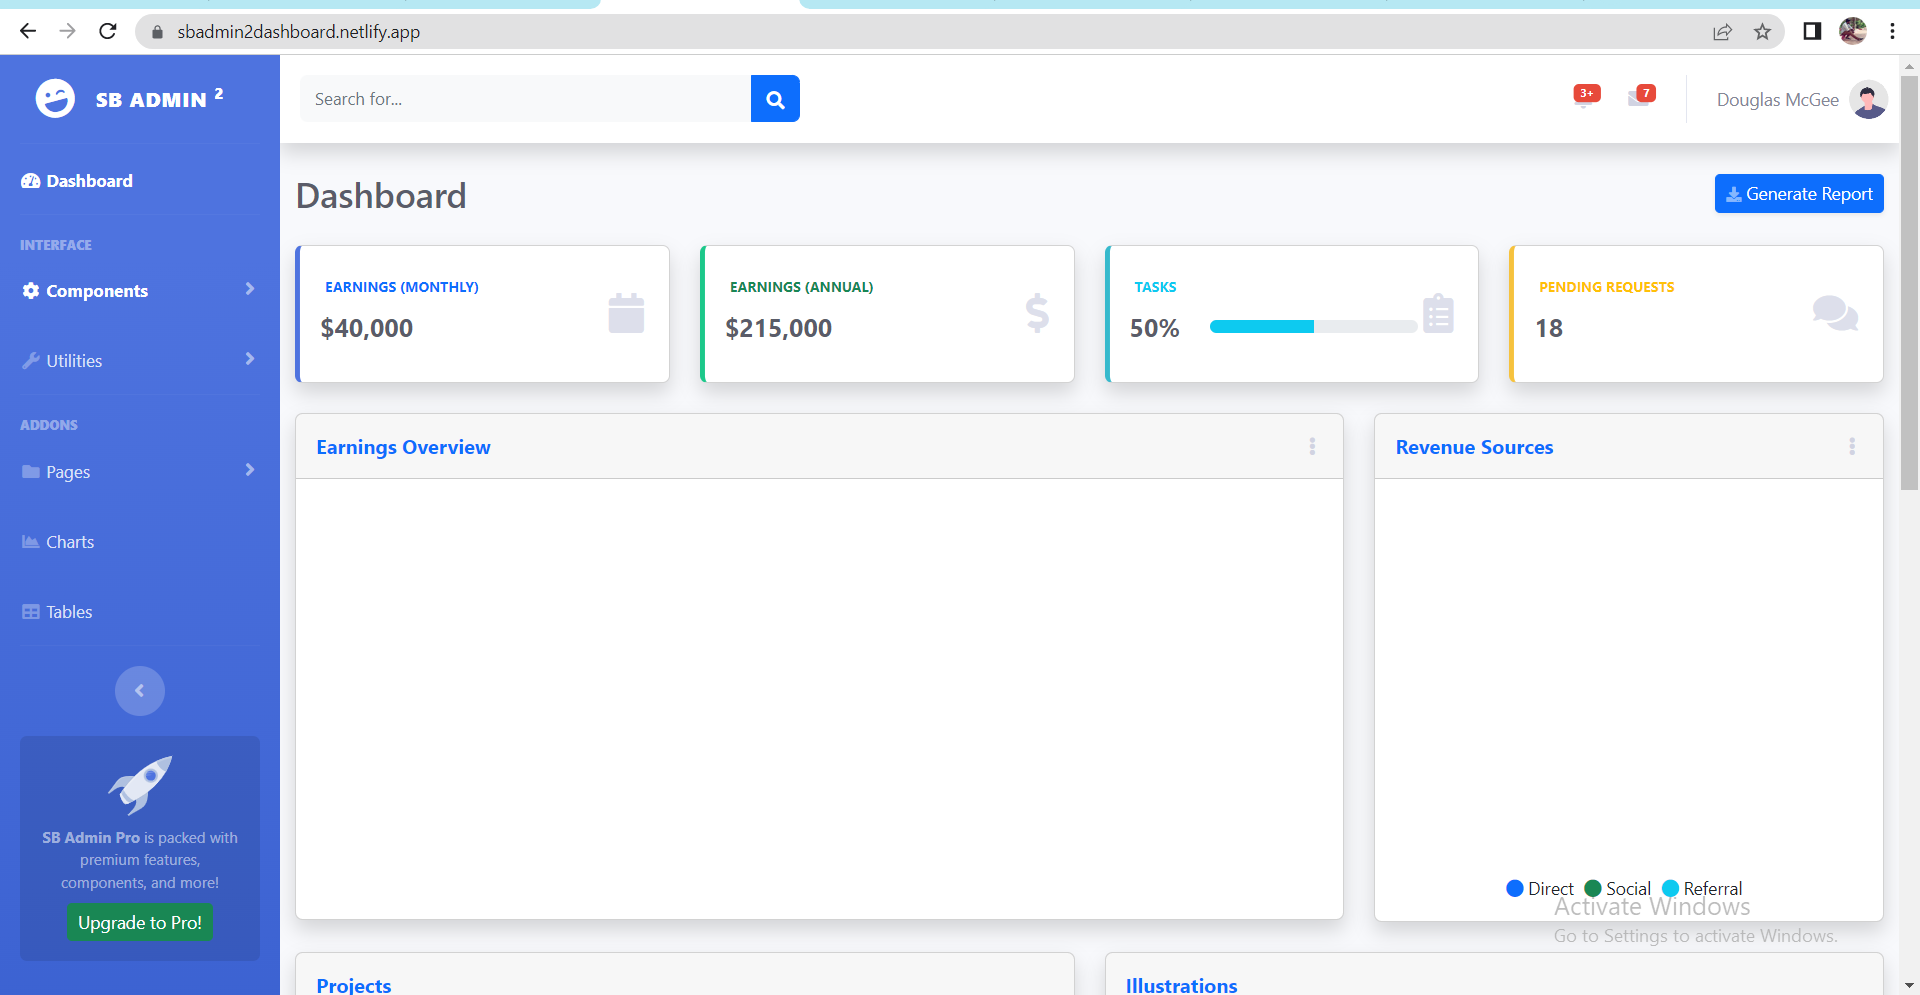 sbadmin2dashboard.netlify.app
SB ADMIN 2
Search for...
3+
7
Douglas McGee
Dashboard
INTERFACE
Components
Utilities
ADDONS
Pages
Charts
Tables
SB Admin Pro is packed with
premium features,
components, and more!
Upgrade to Pro!
Dashboard
Generate Report
EARNINGS (MONTHLY)
$40,000
EARNINGS (ANNUAL)
$215,000
TASKS
50%
PENDING REQUESTS
18
Earnings Overview
Revenue Sources
Direct Social Referral
Activate Windows
Go to Settings to activate Windows.
Projects
Illustrations